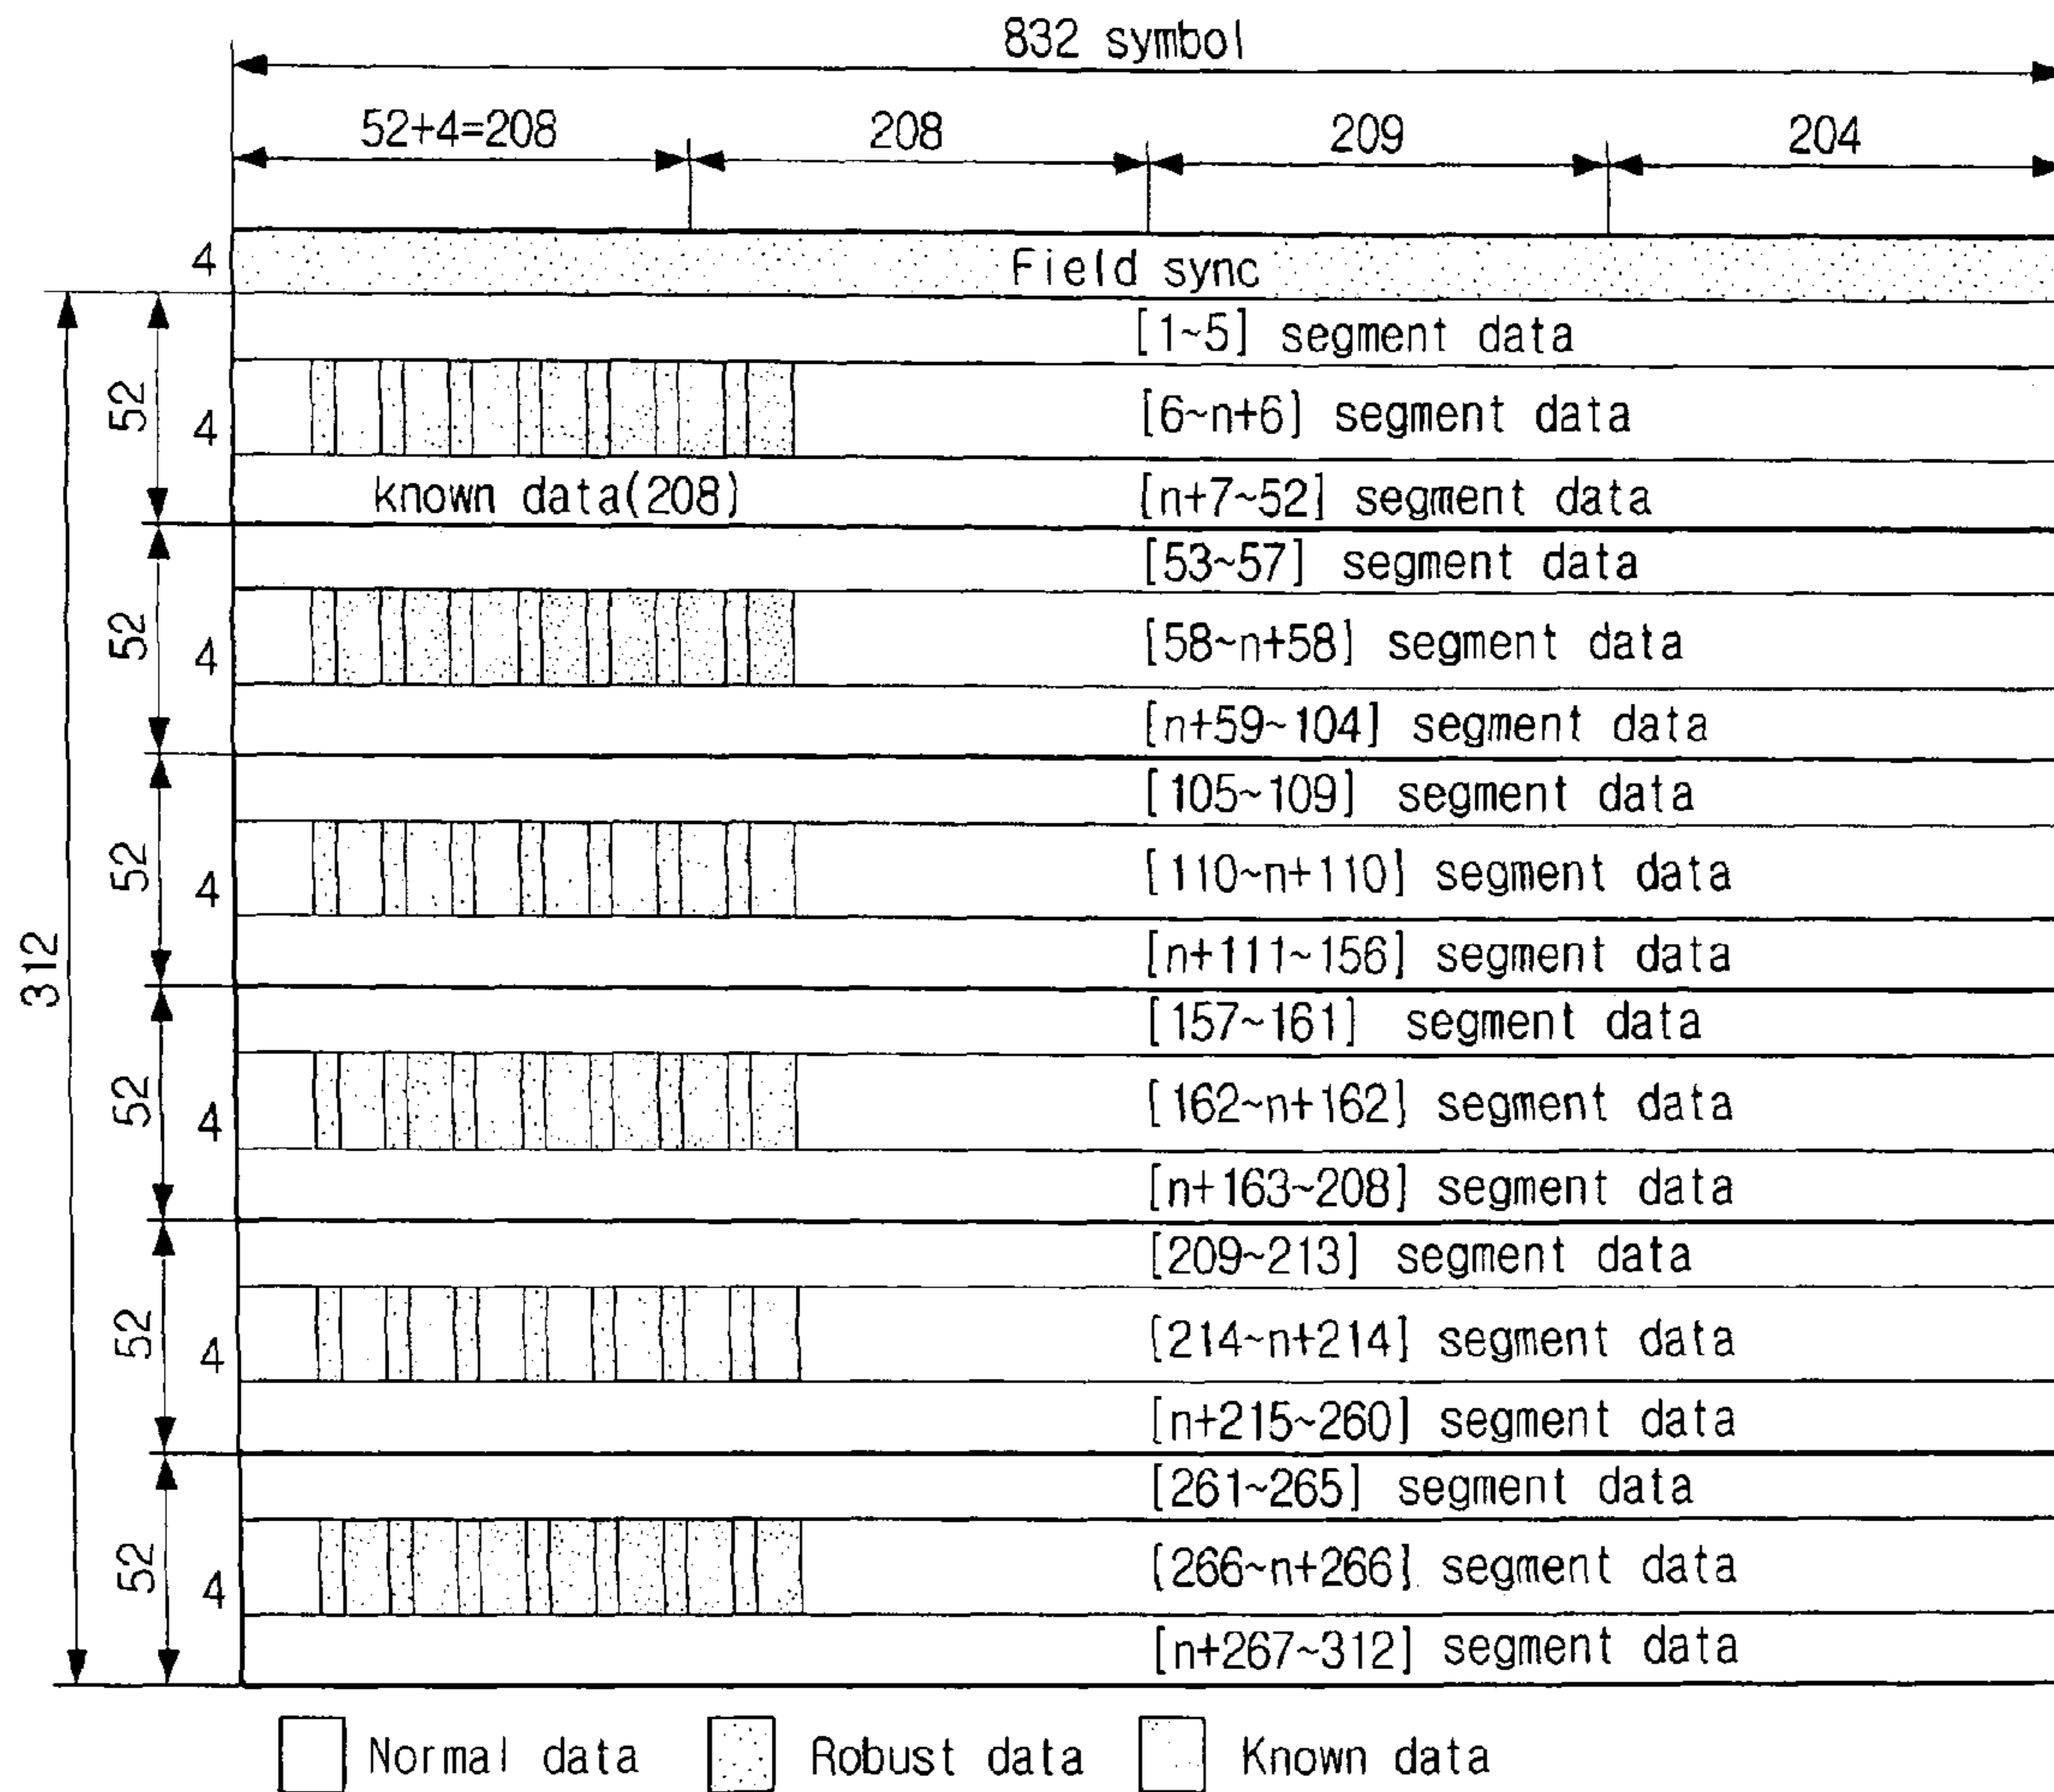 832 symbol
52+4=208 208 209 204
4 Field sync
[1~5] segment data
52 4 [6~n+6] segment data
known data(208) [n+7~52] segment data
[53~57] segment data
52 4 [58~n+58] segment data
[n+59~104] segment data
[105~109] segment data
52 4 [110~n+110] segment data
312 [n+111~156] segment data
[157~161] segment data
52 4 [162~n+162] segment data
[n+163~208] segment data
[209~213] segment data
52 4 [214~n+214] segment data
[n+215~260] segment data
[261~265] segment data
52 4 [266~n+266] segment data
[n+267~312] segment data
Normal data Robust data Known data